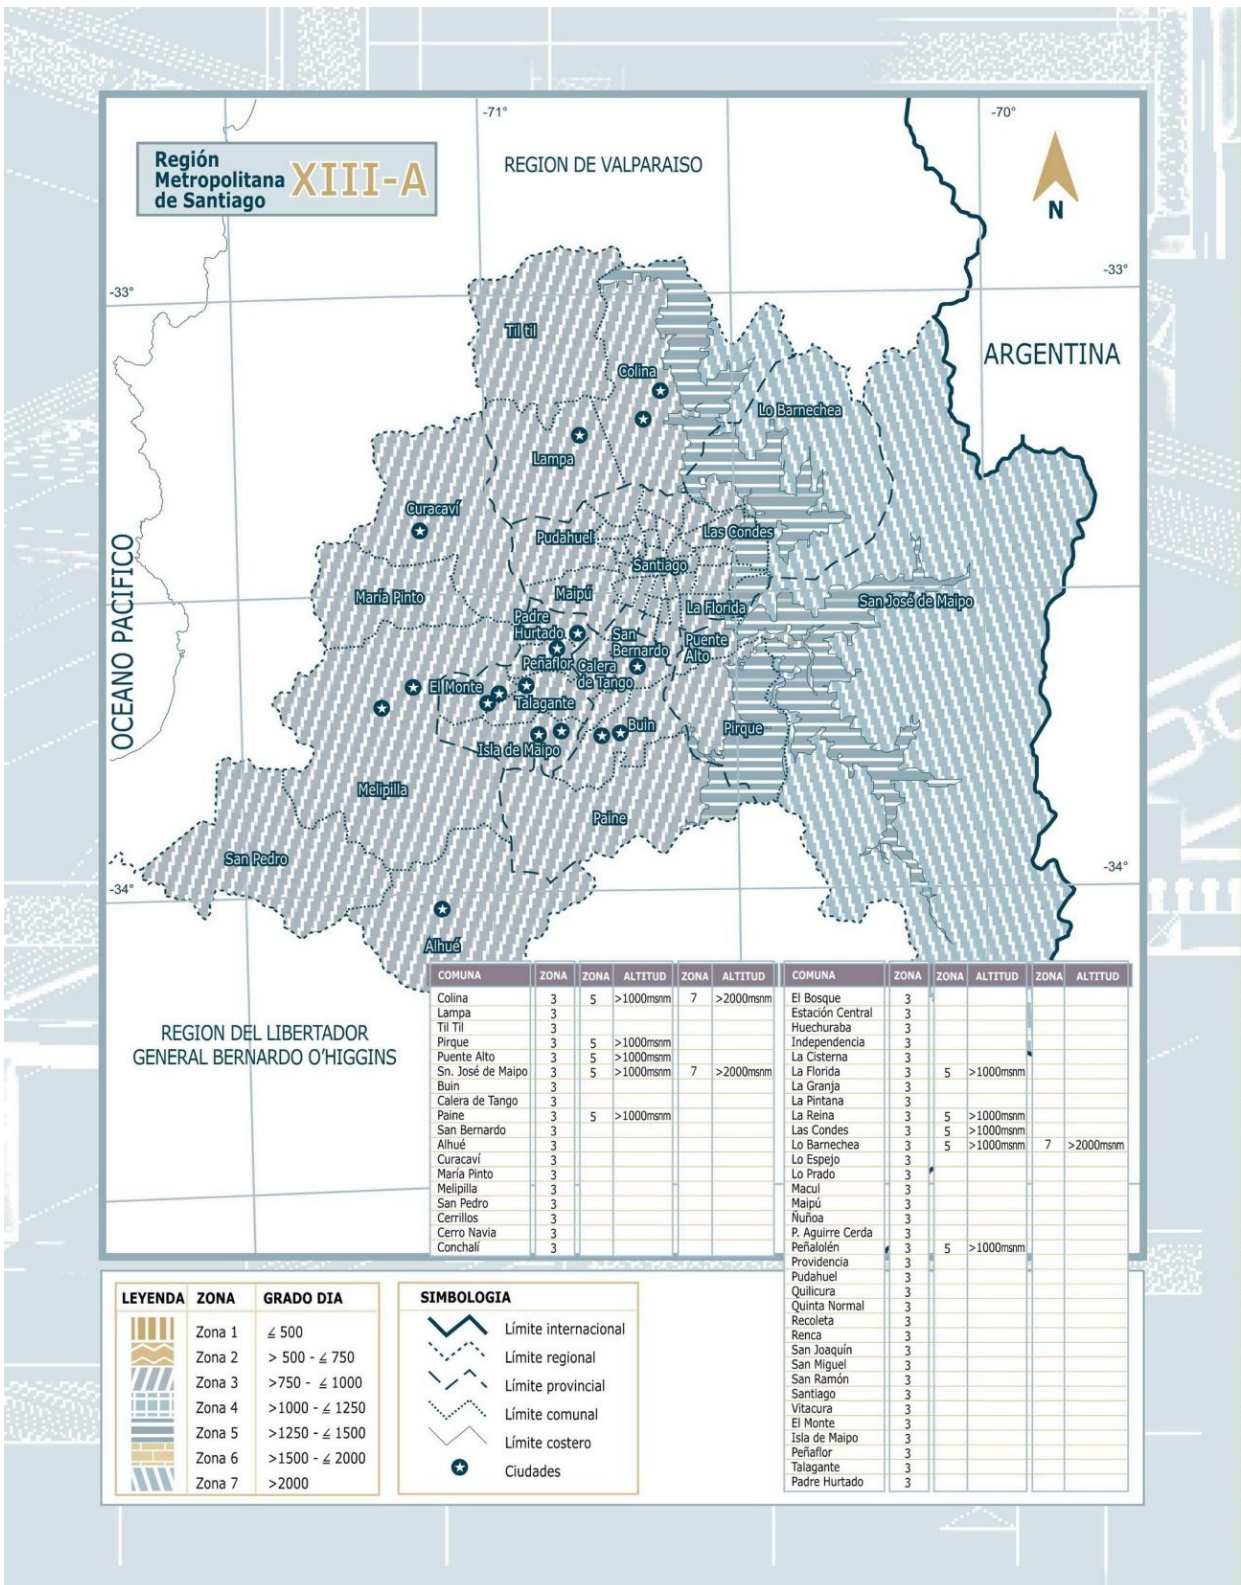 -71°
-70°
Región
Metropolitana
de Santiago
XIII-A
REGION DE VALPARAISO
N
-33°
-33°
ARGENTINA
Til til
Colina
Lo Barnechea
Lampa
Curacaví
Pudahuel
Las Condes
Santiago
OCEANO PACIFICO
María Pinto
Maipú
San José de Maipo
La Florida
Padre
Hurtado
San
Bernardo
Puente
Alto
Peñaflor
Calera
de Tango
El Monte
Talagante
Buin
Pirque
Isla de Maipo
Melipilla
Paine
San Pedro
-34°
-34°
Alhué
REGION DEL LIBERTADOR
GENERAL BERNARDO O'HIGGINS
COMUNA ZONA ZONA ALTITUD ZONA ALTITUD
Colina 3 5 >1000msnm 7 >2000msnm
Lampa 3
Til Til 3
Pirque 3 5 >1000msnm
Puente Alto 3 5 >1000msnm
Sn. José de Maipo 3 5 >1000msnm 7 >2000msnm
Buin 3
Calera de Tango 3
Paine 3 5 >1000msnm
San Bernardo 3
Alhué 3
Curacaví 3
María Pinto 3
Melipilla 3
San Pedro 3
Cerrillos 3
Cerro Navia 3
Conchalí 3
COMUNA ZONA ZONA ALTITUD ZONA ALTITUD
El Bosque 3
Estación Central 3
Huechuraba 3
Independencia 3
La Cisterna 3
La Florida 3 5 >1000msnm
La Granja 3
La Pintana 3
La Reina 3 5 >1000msnm
Las Condes 3 5 >1000msnm
Lo Barnechea 3 5 >1000msnm 7 >2000msnm
Lo Espejo 3
Lo Prado 3
Macul 3
Maipú 3
Ñuñoa 3
P. Aguirre Cerda 3
Peñalolén 3 5 >1000msnm
Providencia 3
Pudahuel 3
Quilicura 3
Quinta Normal 3
Recoleta 3
Renca 3
San Joaquín 3
San Miguel 3
San Ramón 3
Santiago 3
Vitacura 3
El Monte 3
Isla de Maipo 3
Peñaflor 3
Talagante 3
Padre Hurtado 3
LEYENDA ZONA GRADO DIA
Zona 1 ≤ 500
Zona 2 > 500 - ≤ 750
Zona 3 >750 - ≤ 1000
Zona 4 >1000 - ≤ 1250
Zona 5 >1250 - ≤ 1500
Zona 6 >1500 - ≤ 2000
Zona 7 >2000
SIMBOLOGIA
Límite internacional
Límite regional
Límite provincial
Límite comunal
Límite costero
Ciudades